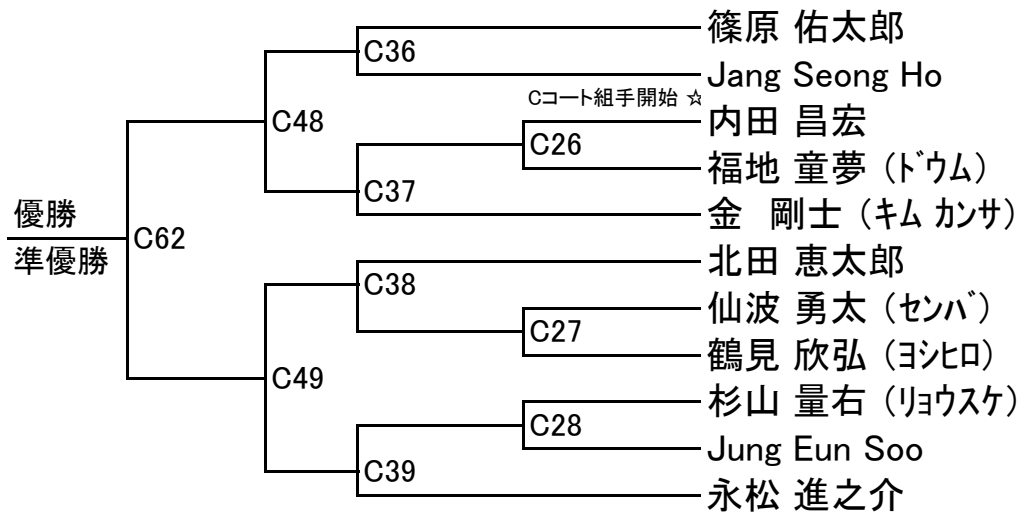 篠原 佑太郎
C36
Jang Seong Ho
Cコート組手開始 ☆
C48
内田 昌宏
C26
福地 童夢 (ﾄﾞｳﾑ)
C37
優勝
金　剛士 (ｷﾑ ｶﾝｻ)
C62
準優勝
北田 恵太郎
C38
仙波 勇太 (ｾﾝﾊﾞ)
C27
鶴見 欣弘 (ﾖｼﾋﾛ)
C49
杉山 量右 (ﾘｮｳｽｹ)
C28
Jung Eun Soo
C39
永松 進之介